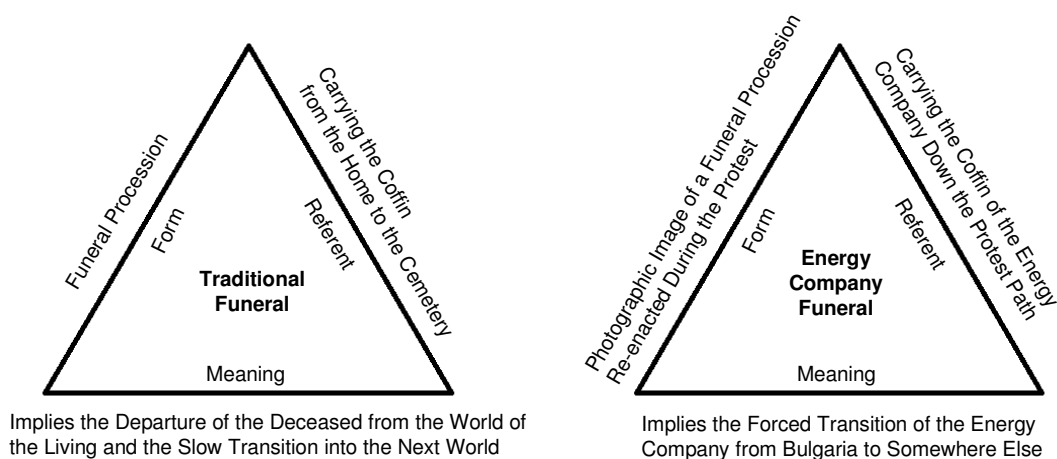 Funeral Procession
Form
Carrying the Coffin
from the Home to the Cemetery
Referent
Traditional
Funeral
Meaning
Implies the Departure of the Deceased from the World of
the Living and the Slow Transition into the Next World
Photographic Image of a Funeral Procession
Re-enacted During the Protest
Form
Carrying the Coffin of the Energy
Company Down the Protest Path
Referent
Energy
Company
Funeral
Meaning
Implies the Forced Transition of the Energy
Company from Bulgaria to Somewhere Else